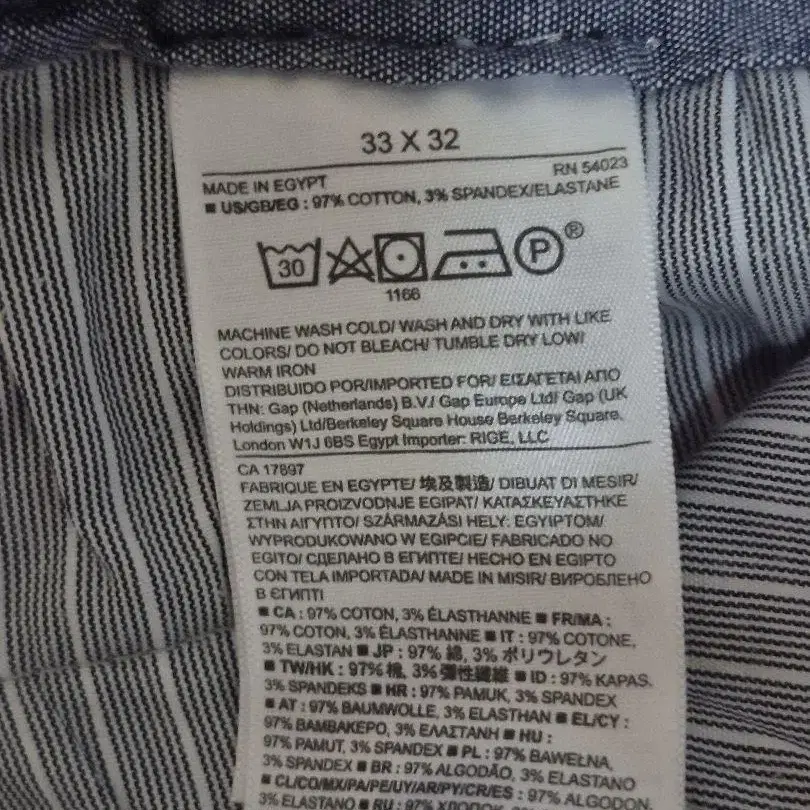 33 X 32
RN 54023
MADE IN EGYPT
■ US/GB/EG : 97% COTTON, 3% SPANDEX/ELASTANE
30
P
®
1166
MACHINE WASH COLD/ WASH AND DRY WITH LIKE
COLORS/ DO NOT BLEACH/ TUMBLE DRY LOW/
WARM IRON
DISTRIBUIDO POR/IMPORTED FOR/ ΕΙΣΑΓΕΤΑΙ ΑΠΟ
THN: Gap (Netherlands) B.V./ Gap Europe Ltd/ Gap (UK
Holdings) Ltd/Berkeley Square House Berkeley Square,
London W1J 6BS Egypt Importer: RIGE, LLC
CA 17897
FABRIQUE EN EGYPTE/ 埃及製造/ DIBUAT DI MESIR/
ZEMLJA PROIZVODNJE EGIPAT/ ΚΑΤΑΣΚΕΥΑΣΤΗΚΕ
ΣΤΗΝ ΑΙΓΥΠΤΟ/ SZÁRMAZÁSI HELY: EGYIPTOM/
WYPRODUKOWANO W EGIPCIE/ FABRICADO NO
EGITO/ СДЕЛАНО В ЕГИПТЕ/ HECHO EN EGIPTO
CON TELA IMPORTADA/ MADE IN MISIR/ ВИРОБЛЕНО
В ЄГИПТІ
■ CA : 97% COTON, 3% ÉLASTHANNE ■ FR/MA :
97% COTON, 3% ÉLASTHANNE ■ IT : 97% COTONE,
3% ELASTAN ■ JP : 97% 綿, 3% ポリウレタン
■ TW/HK : 97% 棉, 3% 彈性纖維 ■ ID : 97% KAPAS,
3% SPANDEKS ■ HR : 97% PAMUK, 3% SPANDEX
■ AT : 97% BAUMWOLLE, 3% ELASTHAN ■ EL/CY :
97% ΒΑΜΒΑΚΕΡΟ, 3% ΕΛΑΣΤΑΝΗ ■ HU :
97% PAMUT, 3% SPANDEX ■ PL : 97% BAWEŁNA,
3% SPANDEX ■ BR : 97% ALGODÃO, 3% ELASTANO
■ CL/CO/MX/PA/PE/UY/AR/PY/CR/ES : 97% ALGODON,
3% ELASTANO ■ RU : 97% ХЛОПОК,